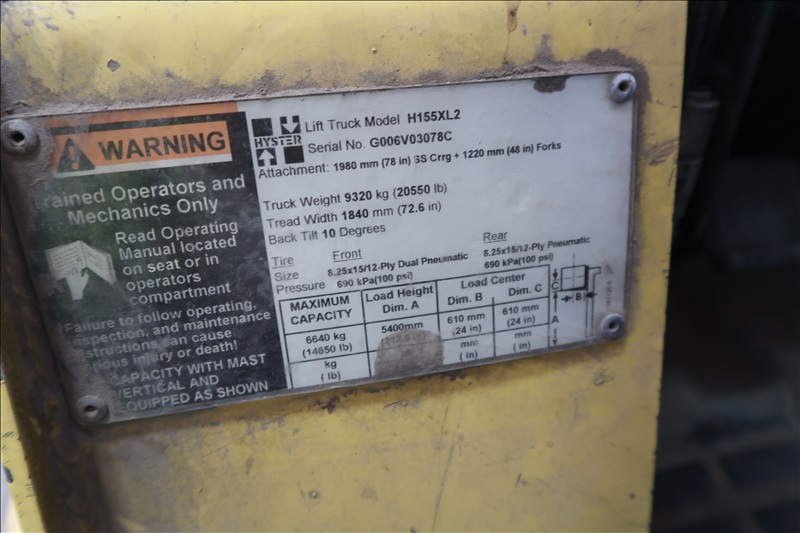 WARNING
Trained Operators and
Mechanics Only
Read Operating
Manual located
on seat or in
operators
compartment
Failure to follow operating,
inspection, and maintenance
instructions can cause
serious injury or death!
CAPACITY WITH MAST
VERTICAL AND
EQUIPPED AS SHOWN
HYSTER
Lift Truck Model H155XL2
Serial No. G006V03078C
Attachment: 1980 mm (78 in) SS Crrg + 1220 mm (48 in) Forks
Truck Weight 9320 kg (20550 lb)
Tread Width 1840 mm (72.6 in)
Back Tilt 10 Degrees
Tire Front Rear
Size 8.25x15/12-Ply Dual Pneumatic 8.25x15/12-Ply Pneumatic
Pressure 690 kPa(100 psi) 690 kPa(100 psi)
MAXIMUM CAPACITY Load Height Dim. A Load Center Dim. B Dim. C
6640 kg 5400mm 610 mm 610 mm
(14650 lb) (24 in) (24 in)
kg mm mm
( lb) ( in) ( in)
C
B
A